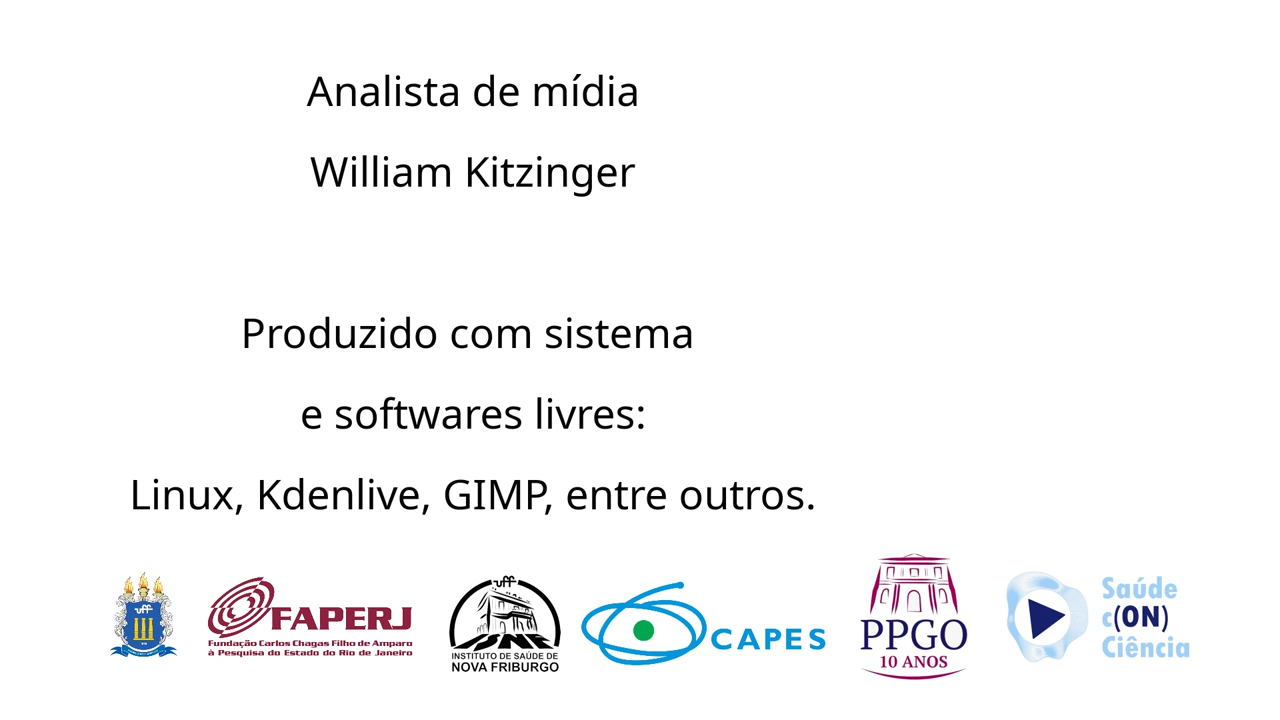 Analista de mídia
William Kitzinger
Produzido com sistema
e softwares livres:
Linux, Kdenlive, GIMP, entre outros.
uff
FAPERJ
Fundação Carlos Chagas Filho de Amparo
à Pesquisa do Estado do Rio de Janeiro
uff
INSTITUTO DE SAÚDE DE
NOVA FRIBURGO
CAPES
PPGO
10 ANOS
Saúde
c(ON)
Ciência